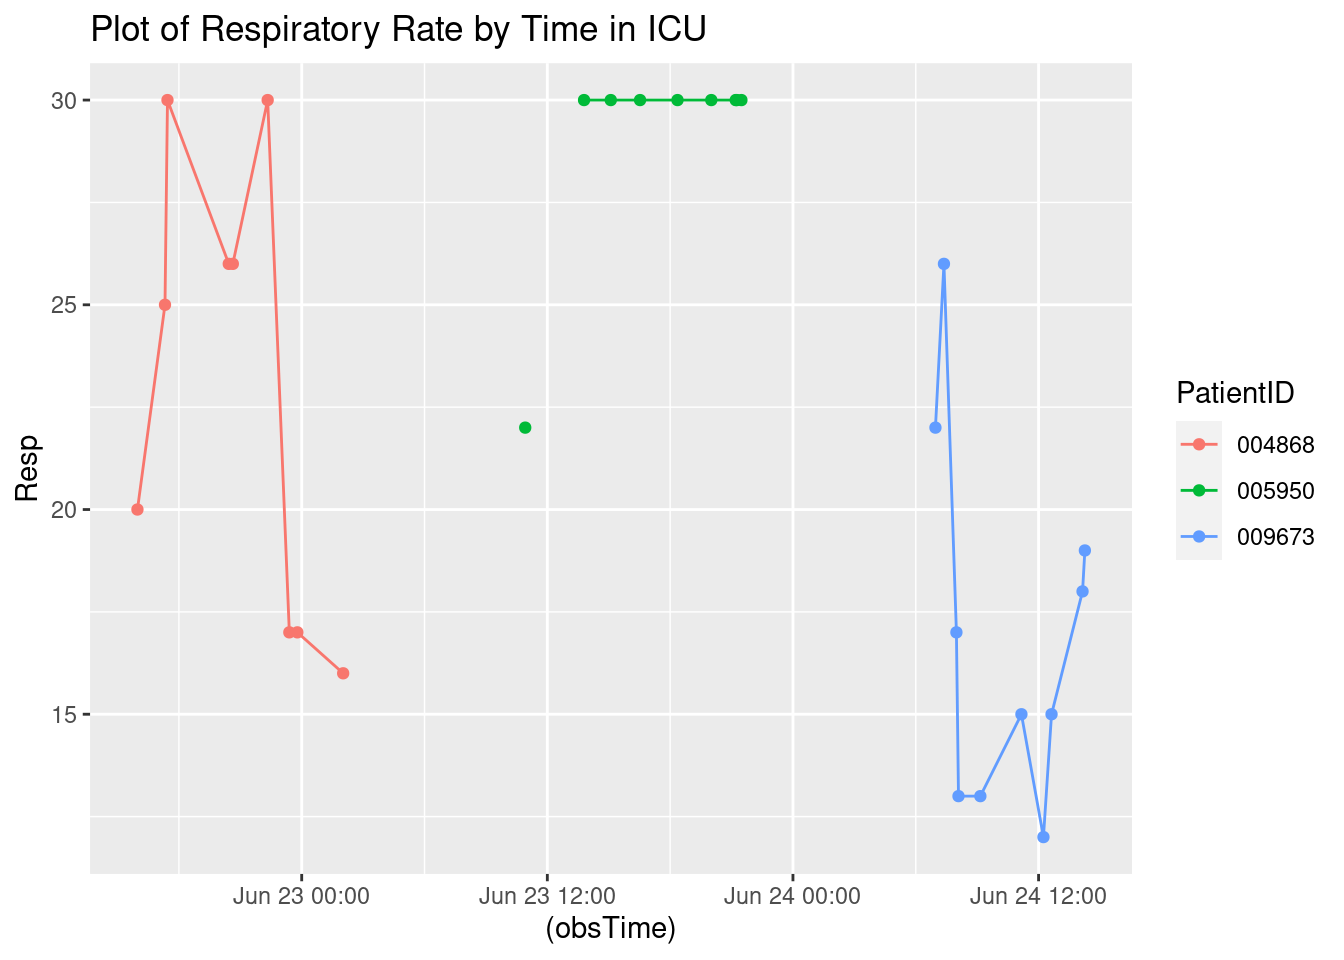 Plot of Respiratory Rate by Time in ICU
30
25
20
15
Resp
Jun 23 00:00
Jun 23 12:00
Jun 24 00:00
Jun 24 12:00
(obsTime)
PatientID
004868
005950
009673